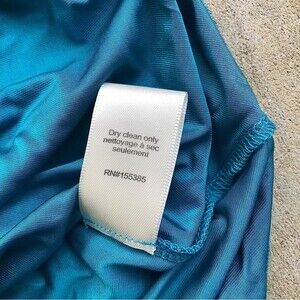 Dry clean only
nettoyage à sec
seulement
RN#155385